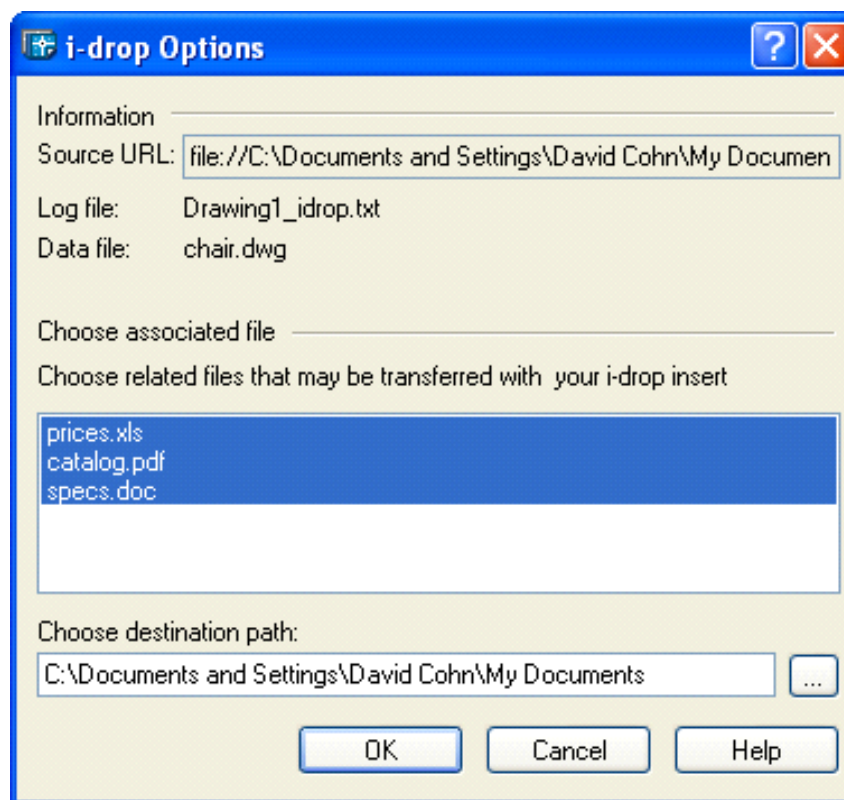 i-drop Options
Information
Source URL: file://C:\Documents and Settings\David Cohn\My Documen
Log file: Drawing1_idrop.txt
Data file: chair.dwg
Choose associated file
Choose related files that may be transferred with your i-drop insert
prices.xls
catalog.pdf
specs.doc
Choose destination path:
C:\Documents and Settings\David Cohn\My Documents ...
OK Cancel Help